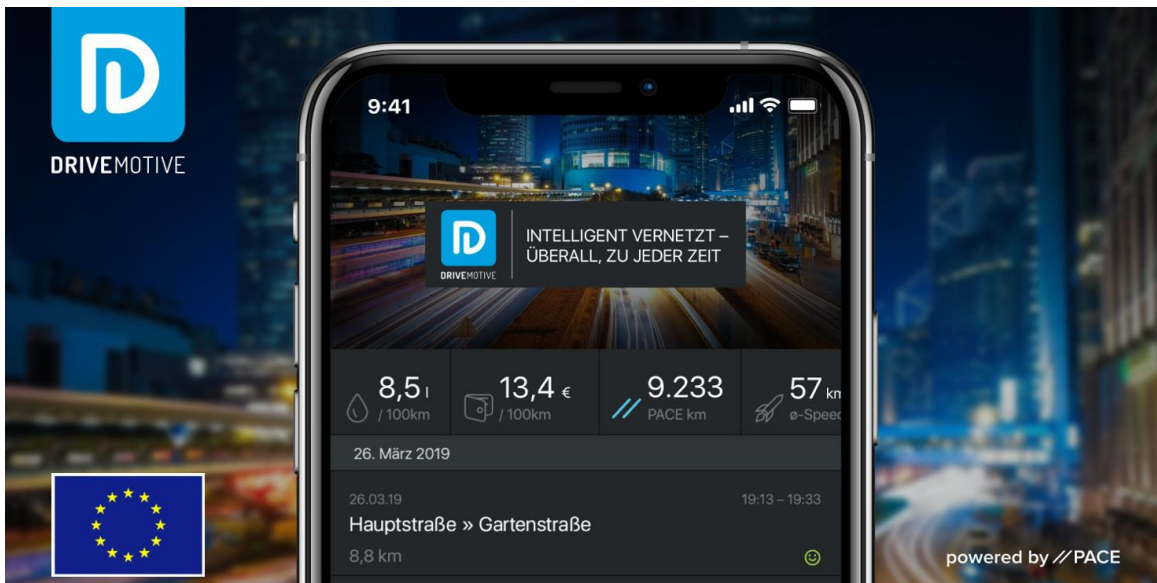 DRIVEMOTIVE
9:41
DRIVEMOTIVE
INTELLIGENT VERNETZT –
ÜBERALL, ZU JEDER ZEIT
8,5 l
/ 100km
13,4 €
/ 100km
9.233
PACE km
57 km
ø-Speed
26. März 2019
26.03.19
19:13 – 19:33
Hauptstraße » Gartenstraße
8,8 km
powered by //PACE